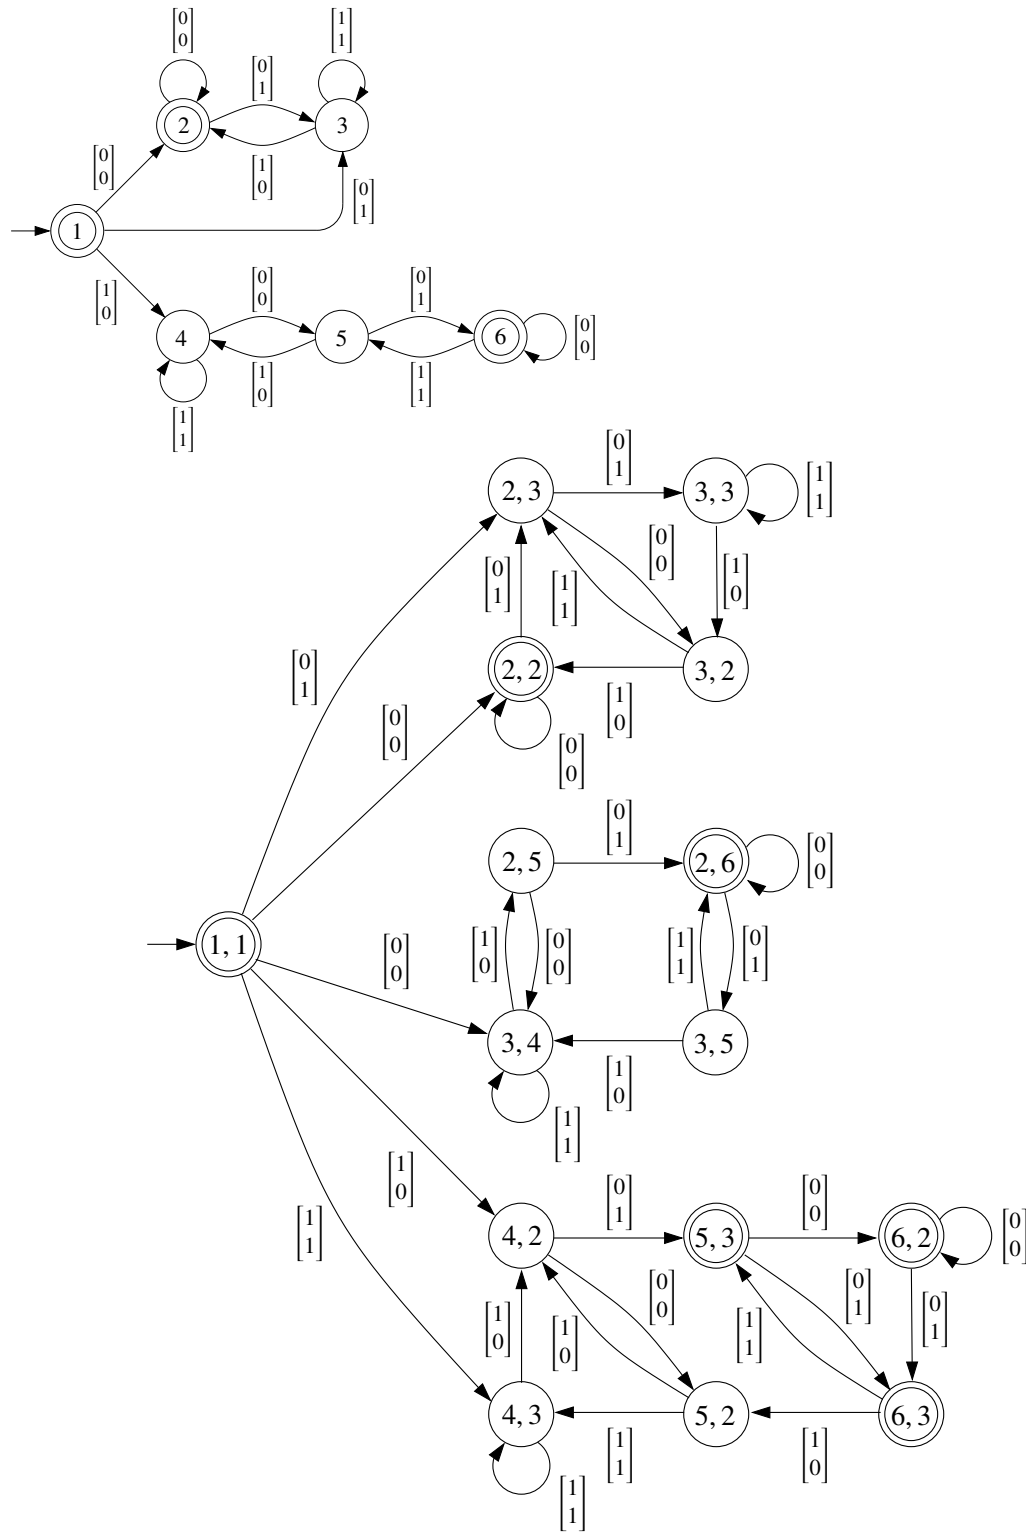 [0 0] [1 1]
[0 1]
2 3
[0 0] [1 0] [0 1]
1
[1 0] [0 0] [0 1]
4 5 6 [0 0]
[1 0] [1 1]
[1 1]
[0 1]
2, 3 3, 3 [1 1]
[0 0]
[0 1] [1 1] [1 0]
[0 1] 2, 2 3, 2
[0 0] [1 0]
[0 0]
[0 1]
2, 5 2, 6 [0 0]
1, 1 [0 0] [1 0] [0 0] [1 1] [0 1]
3, 4 3, 5
[1 0]
[1 1]
[1 0] [0 1] [0 0]
[1 1] 4, 2 5, 3 6, 2 [0 0]
[0 0] [0 1]
[1 0] [1 0] [1 1] [0 1]
4, 3 5, 2 6, 3
[1 1] [1 0]
[1 1]